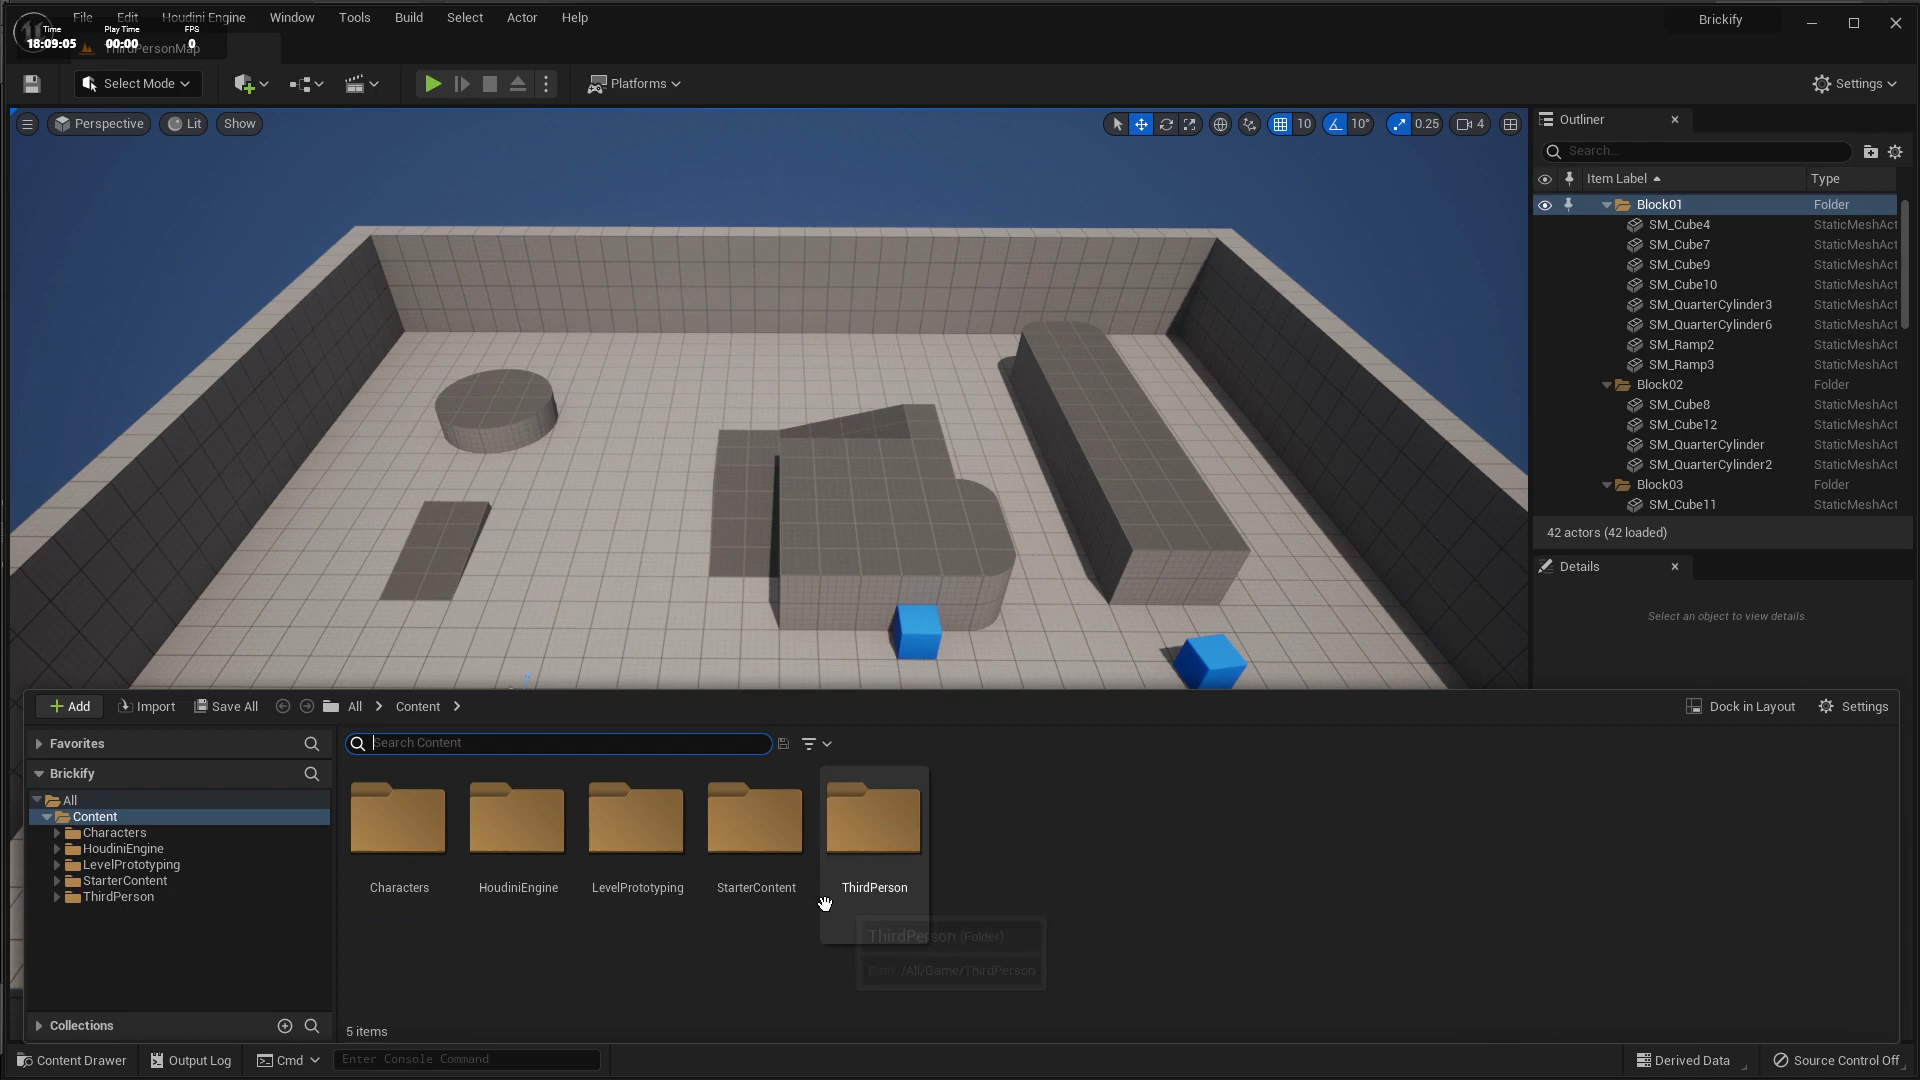 File Edit Houdini Engine Window Tools Build Select Actor Help
Brickify
Time Play Time FPS
18:09:05 00:00 0
ThirdPersonMap
Select Mode
Platforms
Settings
Perspective Lit Show
10 10° 0.25 4
Outliner
Search...
Item Label Type
Block01 Folder
SM_Cube4 StaticMeshAct
SM_Cube7 StaticMeshAct
SM_Cube9 StaticMeshAct
SM_Cube10 StaticMeshAct
SM_QuarterCylinder3 StaticMeshAct
SM_QuarterCylinder6 StaticMeshAct
SM_Ramp2 StaticMeshAct
SM_Ramp3 StaticMeshAct
Block02 Folder
SM_Cube8 StaticMeshAct
SM_Cube12 StaticMeshAct
SM_QuarterCylinder StaticMeshAct
SM_QuarterCylinder2 StaticMeshAct
Block03 Folder
SM_Cube11 StaticMeshAct
42 actors (42 loaded)
Details
Select an object to view details.
Add Import Save All All Content
Dock in Layout Settings
Favorites
Brickify
All
Content
Characters
HoudiniEngine
LevelPrototyping
StarterContent
ThirdPerson
Collections
Search Content
Characters HoudiniEngine LevelPrototyping StarterContent ThirdPerson
ThirdPerson (Folder)
Path /All/Game/ThirdPerson
5 items
Content Drawer Output Log Cmd Enter Console Command
Derived Data Source Control Off